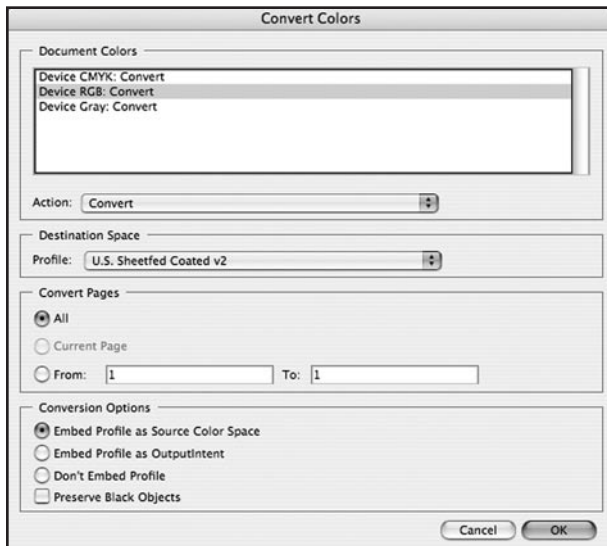 Convert Colors
Document Colors
Device CMYK: Convert
Device RGB: Convert
Device Gray: Convert
Action: Convert
Destination Space
Profile: U.S. Sheetfed Coated v2
Convert Pages
All
Current Page
From: 1 To: 1
Conversion Options
Embed Profile as Source Color Space
Embed Profile as OutputIntent
Don't Embed Profile
Preserve Black Objects
Cancel OK